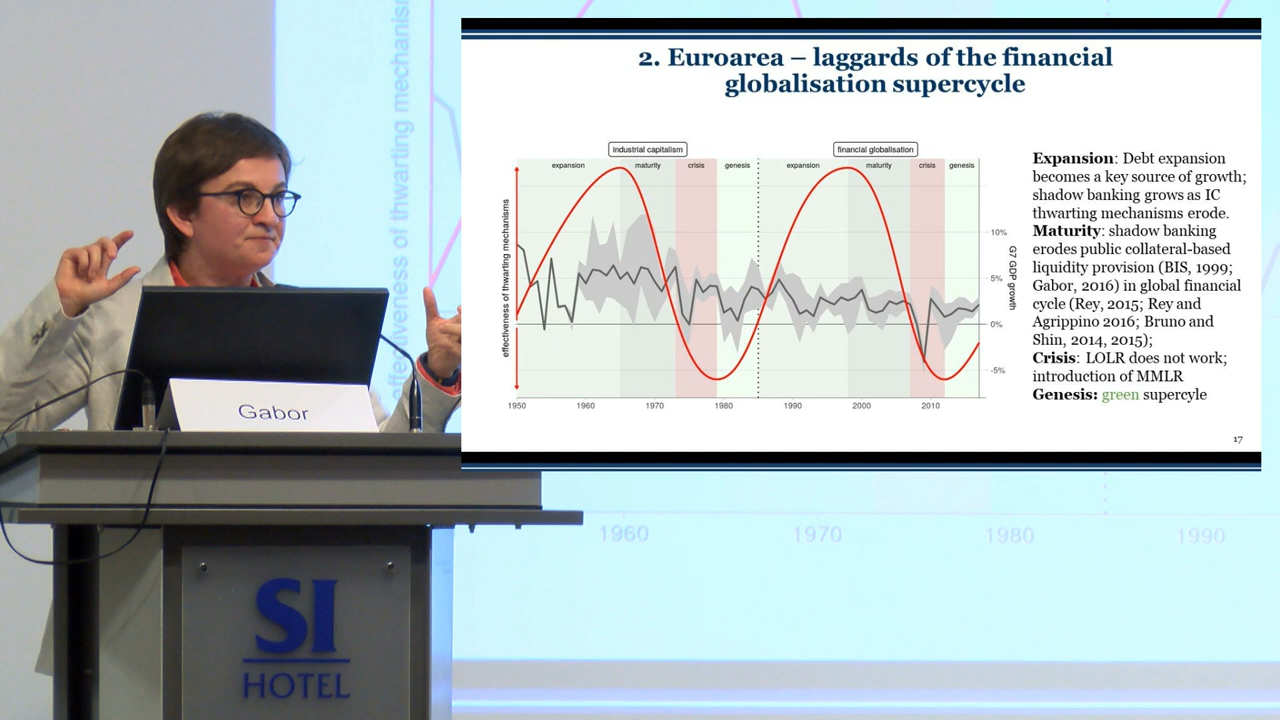 2. Euroarea – laggards of the financial
globalisation supercycle
industrial capitalism
financial globalisation
expansion
maturity
crisis
genesis
expansion
maturity
crisis
genesis
effectiveness of thwarting mechanisms
10%
5%
0%
-5%
G7 GDP growth
1950
1960
1970
1980
1990
2000
2010
Expansion: Debt expansion
becomes a key source of growth;
shadow banking grows as IC
thwarting mechanisms erode.
Maturity: shadow banking
erodes public collateral-based
liquidity provision (BIS, 1999;
Gabor, 2016) in global financial
cycle (Rey, 2015; Rey and
Agrippino 2016; Bruno and
Shin, 2014, 2015);
Crisis: LOLR does not work;
introduction of MMLR
Genesis: green supercyle
17
effectiveness of thwarting mechanism
Gabor
1960
1970
1980
1990
SI
HOTEL